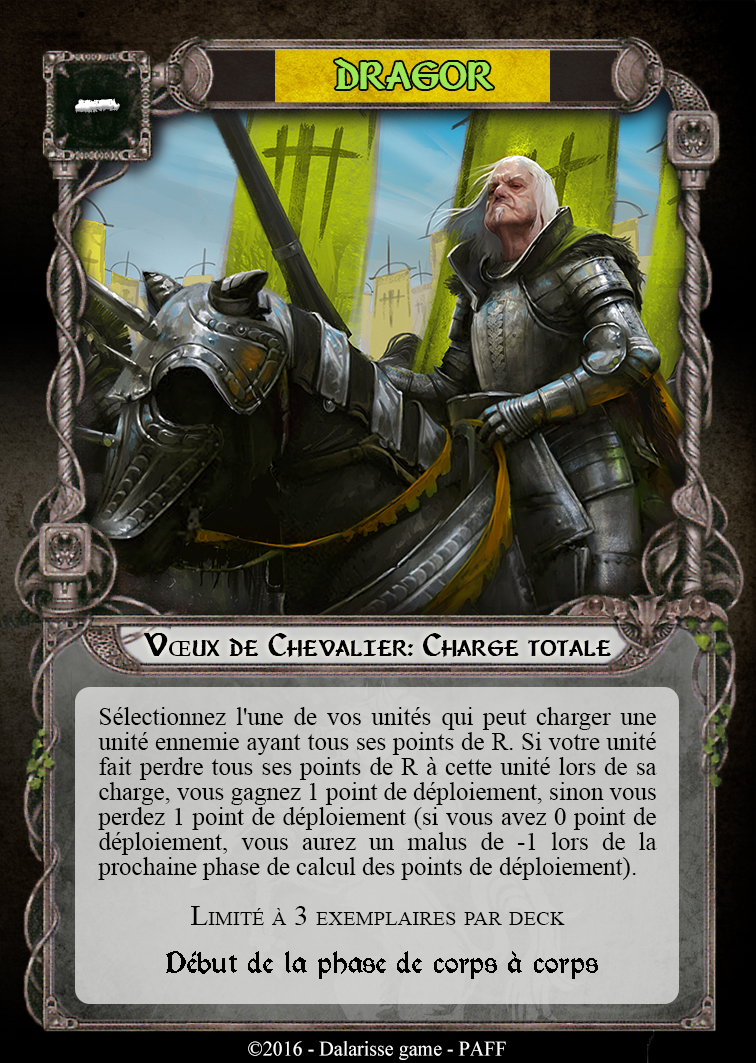 DRAGOR
-
Vœux de Chevalier: Charge totale
Sélectionnez l'une de vos unités qui peut charger une
unité ennemie ayant tous ses points de R. Si votre unité
fait perdre tous ses points de R à cette unité lors de sa
charge, vous gagnez 1 point de déploiement, sinon vous
perdez 1 point de déploiement (si vous avez 0 point de
déploiement, vous aurez un malus de -1 lors de la
prochaine phase de calcul des points de déploiement).
Limité à 3 exemplaires par deck
Début de la phase de corps à corps
©2016 - Dalarisse game - PAFF